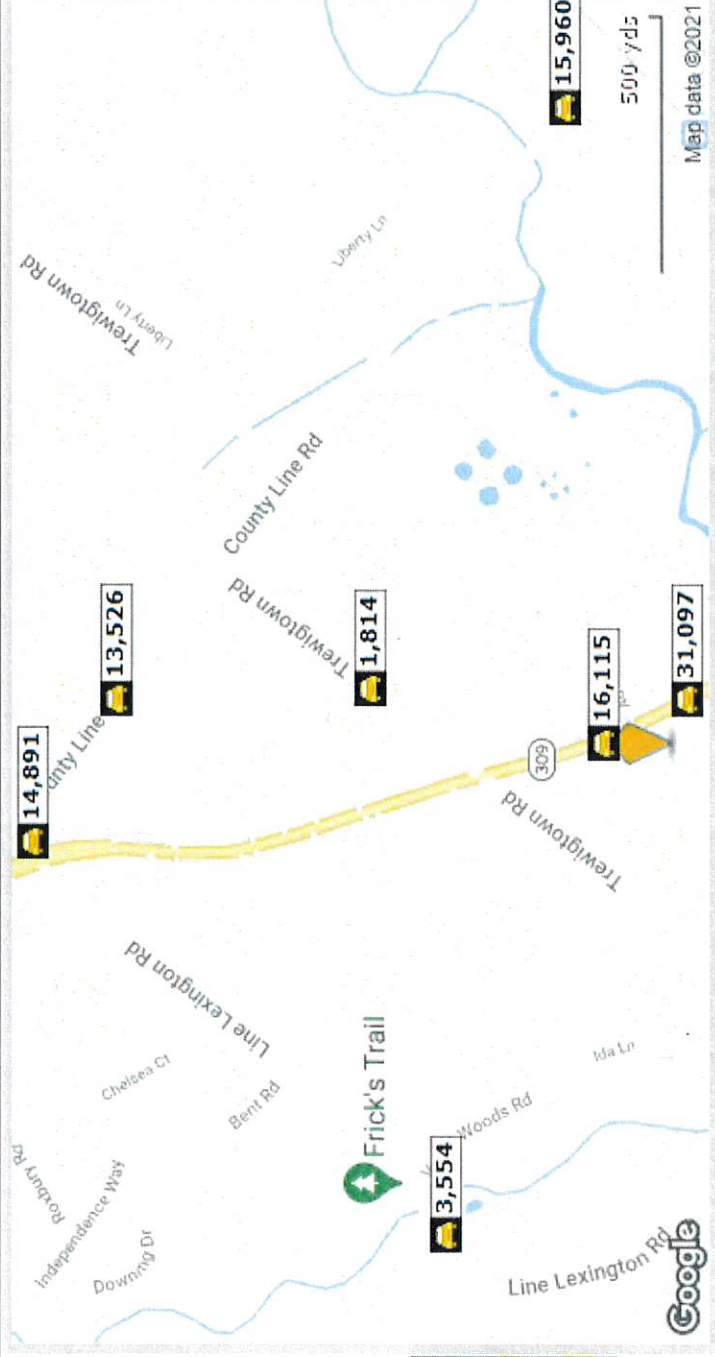 14,891
unty Line
13,526
Trewigtown Rd
Liberty Ln
Liberty Ln
15,960
County Line Rd
Trewigtown Rd
1,814
Line Lexington Rd
Chelsea Ct
Bent Rd
Roxbury Rd
Independence Way
Downing Dr
Frick's Trail
309
Trewigtown Rd
16,115
31,097
Ida Ln
Woods Rd
3,554
Line Lexington Rd
Google
500 yds
Map data ©2021